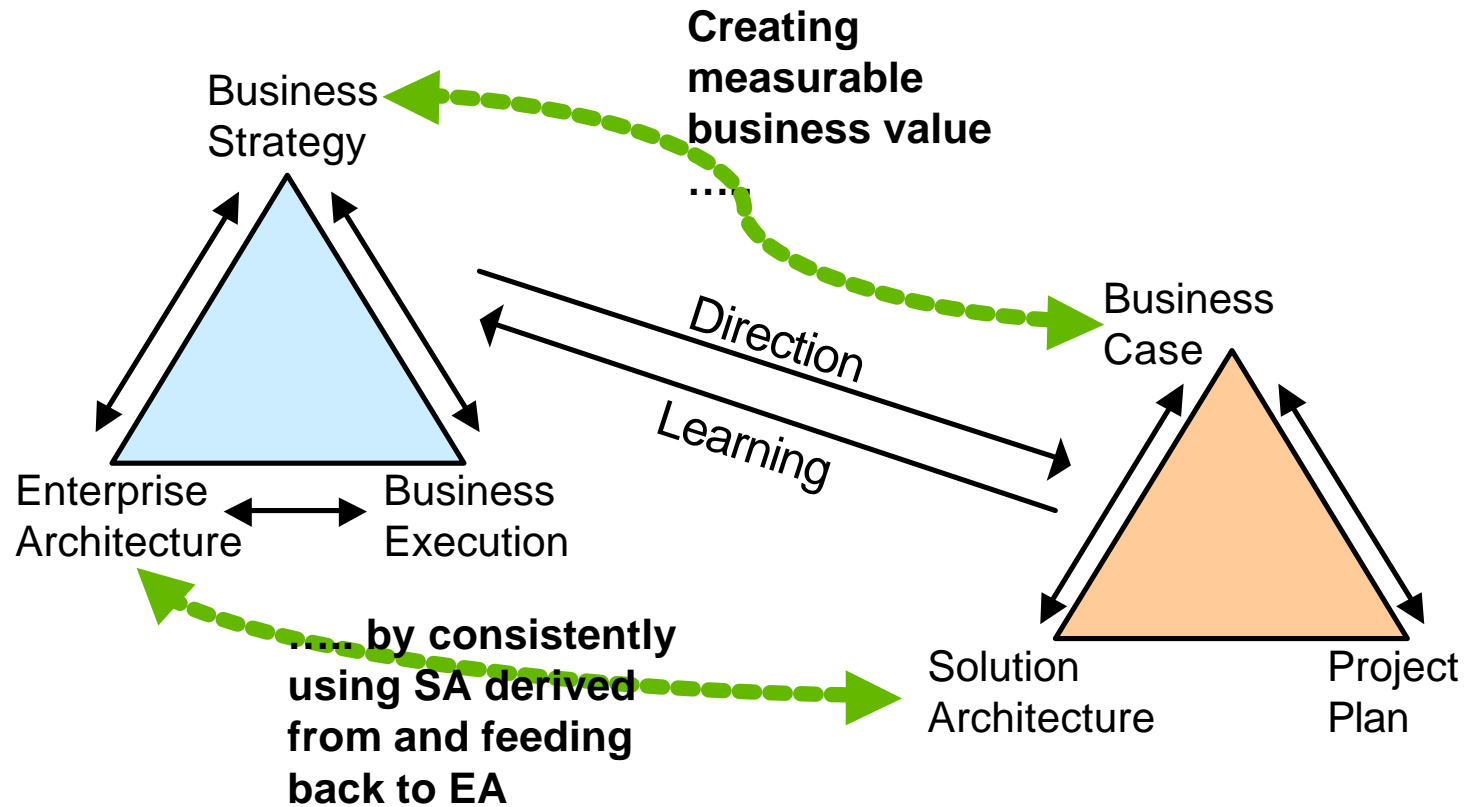 Creating
measurable
business value
.....
Business
Strategy
Direction
Learning
Business
Case
Enterprise
Architecture
Business
Execution
..... by consistently
using SA derived
from and feeding
back to EA
Solution
Architecture
Project
Plan